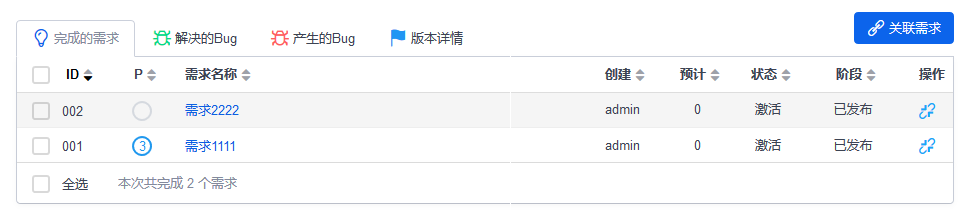 完成的需求 解决的Bug 产生的Bug 版本详情 关联需求
ID P 需求名称 创建 预计 状态 阶段 操作
002 需求2222 admin 0 激活 已发布
001 3 需求1111 admin 0 激活 已发布
全选 本次共完成 2 个需求